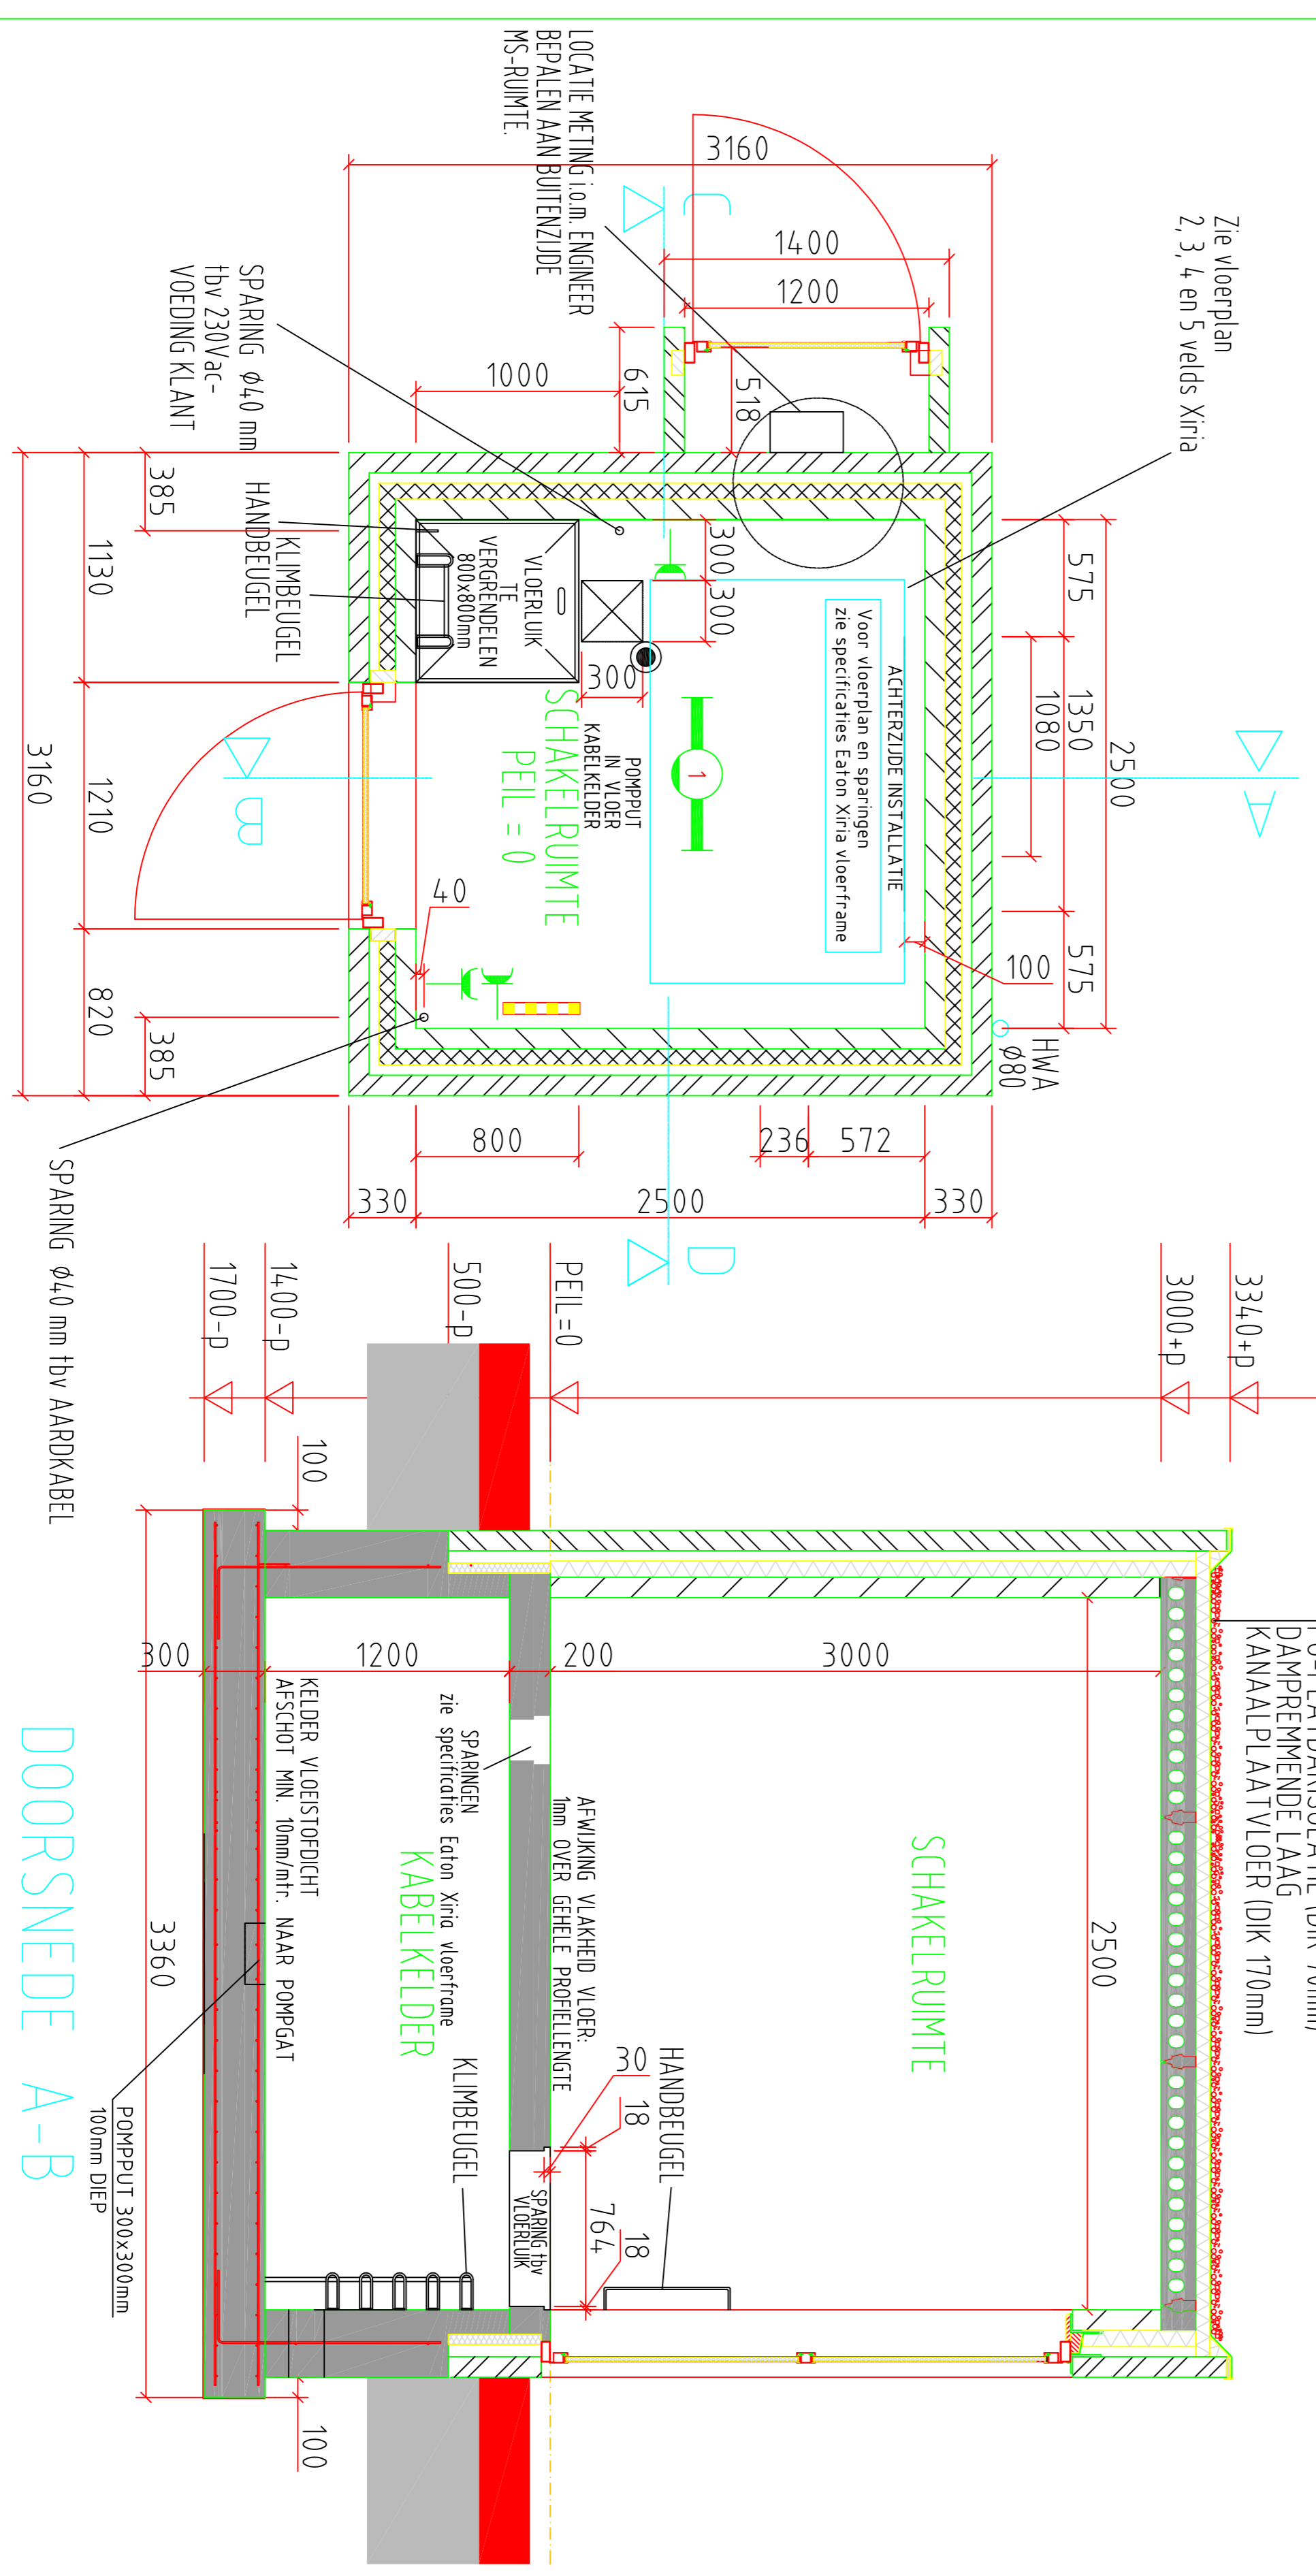 Zie vloerplan
2, 3, 4 en 5 velds Xiria
LOCATIE METING i.o.m. ENGINEER
BEPALEN AAN BUITENZIJDE
MS-RUIMTE.
SPARING ϕ40 mm
tbv 230Vac-
VOEDING KLANT
HANDBEUGEL
KLIMBEUGEL
VLOERLUIK
TE
VERGRENDELEN
800x800mm
ACHTERZIJDE INSTALLATIE
Voor vloerplan en sparingen
zie specificaties Eaton Xiria vloerframe
1
POMPPUT
IN VLOER
KABELKELDER
SCHAKELRUIMTE
PEIL = 0
HWA
Ø80
SPARING ϕ40 mm tbv AARDKABEL
A
B
C
D
3160
1400
1200
518
615
1000
300
300
300
575
1350
575
1080
2500
100
40
385
1130
1210
820
385
3160
800
236
572
330
2500
330
3340+p
3000+p
PEIL=0
500-p
1400-p
1700-p
DAMPREMMENDE LAAG
KANAALPLAATVLOER (DIK 170mm)
SCHAKELRUIMTE
2500
3000
200
1200
300
100
AFWIJKING VLAKHEID VLOER:
1mm OVER GEHELE PROFIELLENGTE
SPARINGEN
zie specificaties Eaton Xiria vloerframe
KABELKELDER
KELDER VLOEISTOFDICHT
AFSCHOT MIN. 10mm/mtr. NAAR POMPGAT
HANDBEUGEL
KLIMBEUGEL
30
18
764
18
SPARING tbv
VLOERLUIK
POMPPUT 300x300mm
100mm DIEP
3360
100
DOORSNEDE A-B